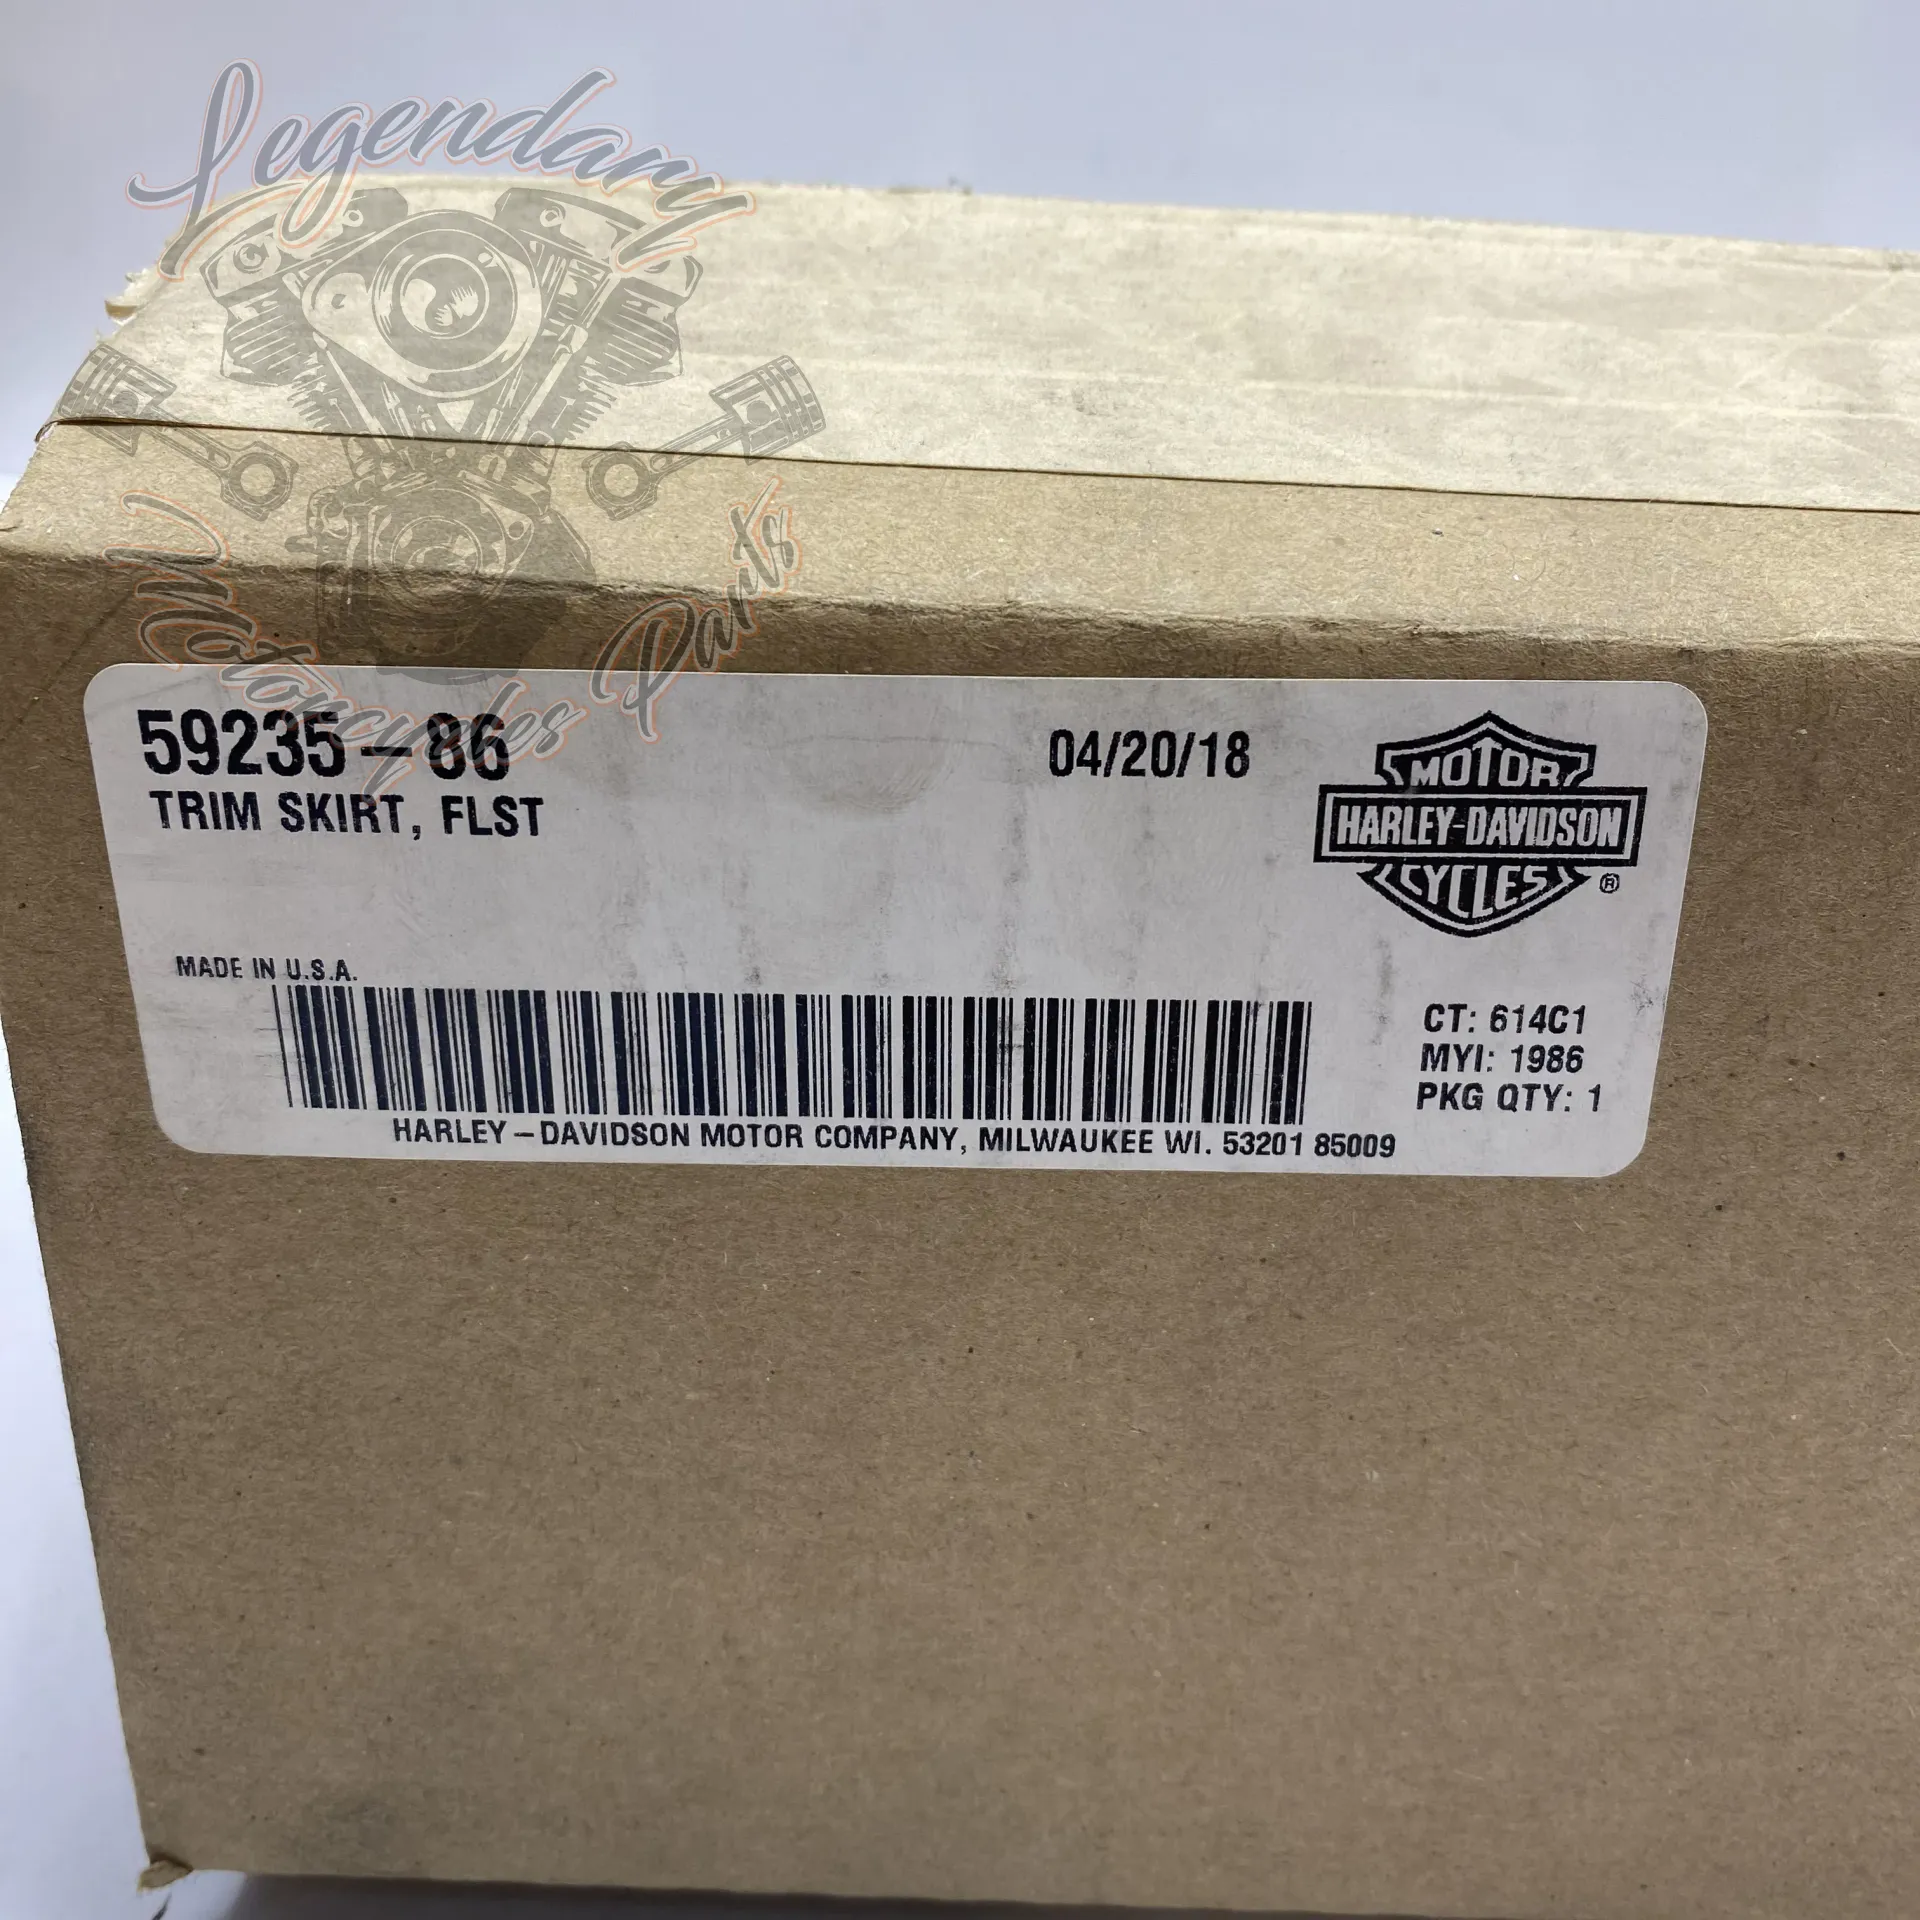 Legendary
Motorcycles Parts
59235-86
04/20/18
TRIM SKIRT, FLST
MOTOR
HARLEY-DAVIDSON
CYCLES
®
MADE IN U.S.A.
CT: 614C1
MYI: 1986
PKG QTY: 1
HARLEY-DAVIDSON MOTOR COMPANY, MILWAUKEE WI. 53201 85009